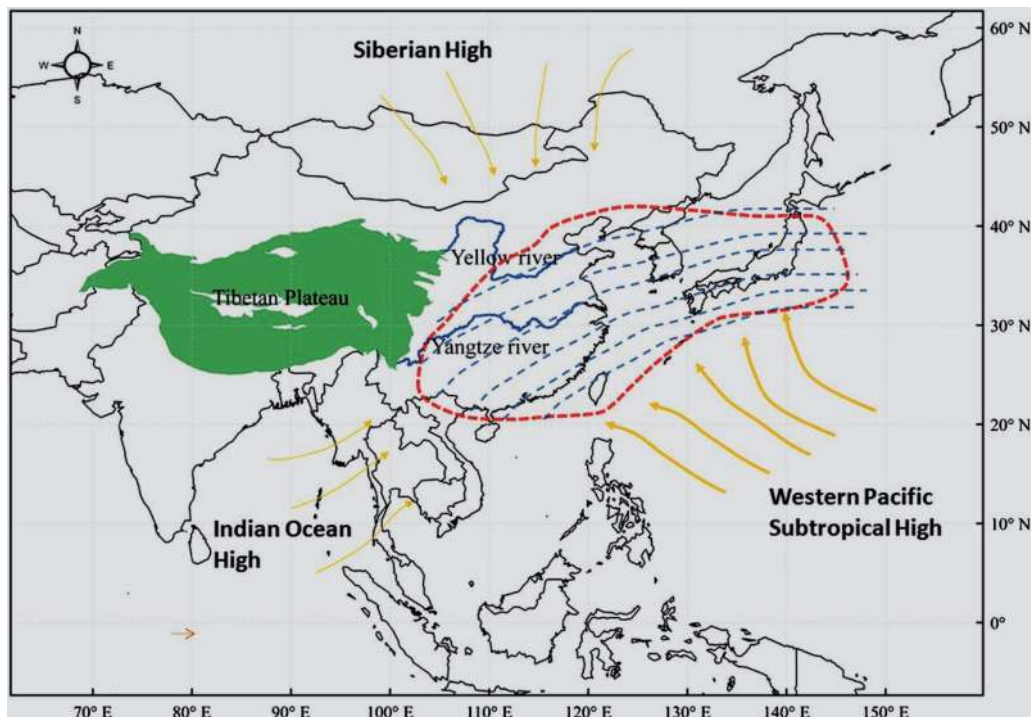 N
W E
S
Siberian High
60° N
50° N
40° N
Yellow river
Tibetan Plateau
30° N
Yangtze river
20° N
Western Pacific
Subtropical High
Indian Ocean
High
10° N
0°
70° E 80° E 90° E 100° E 110° E 120° E 130° E 140° E 150° E